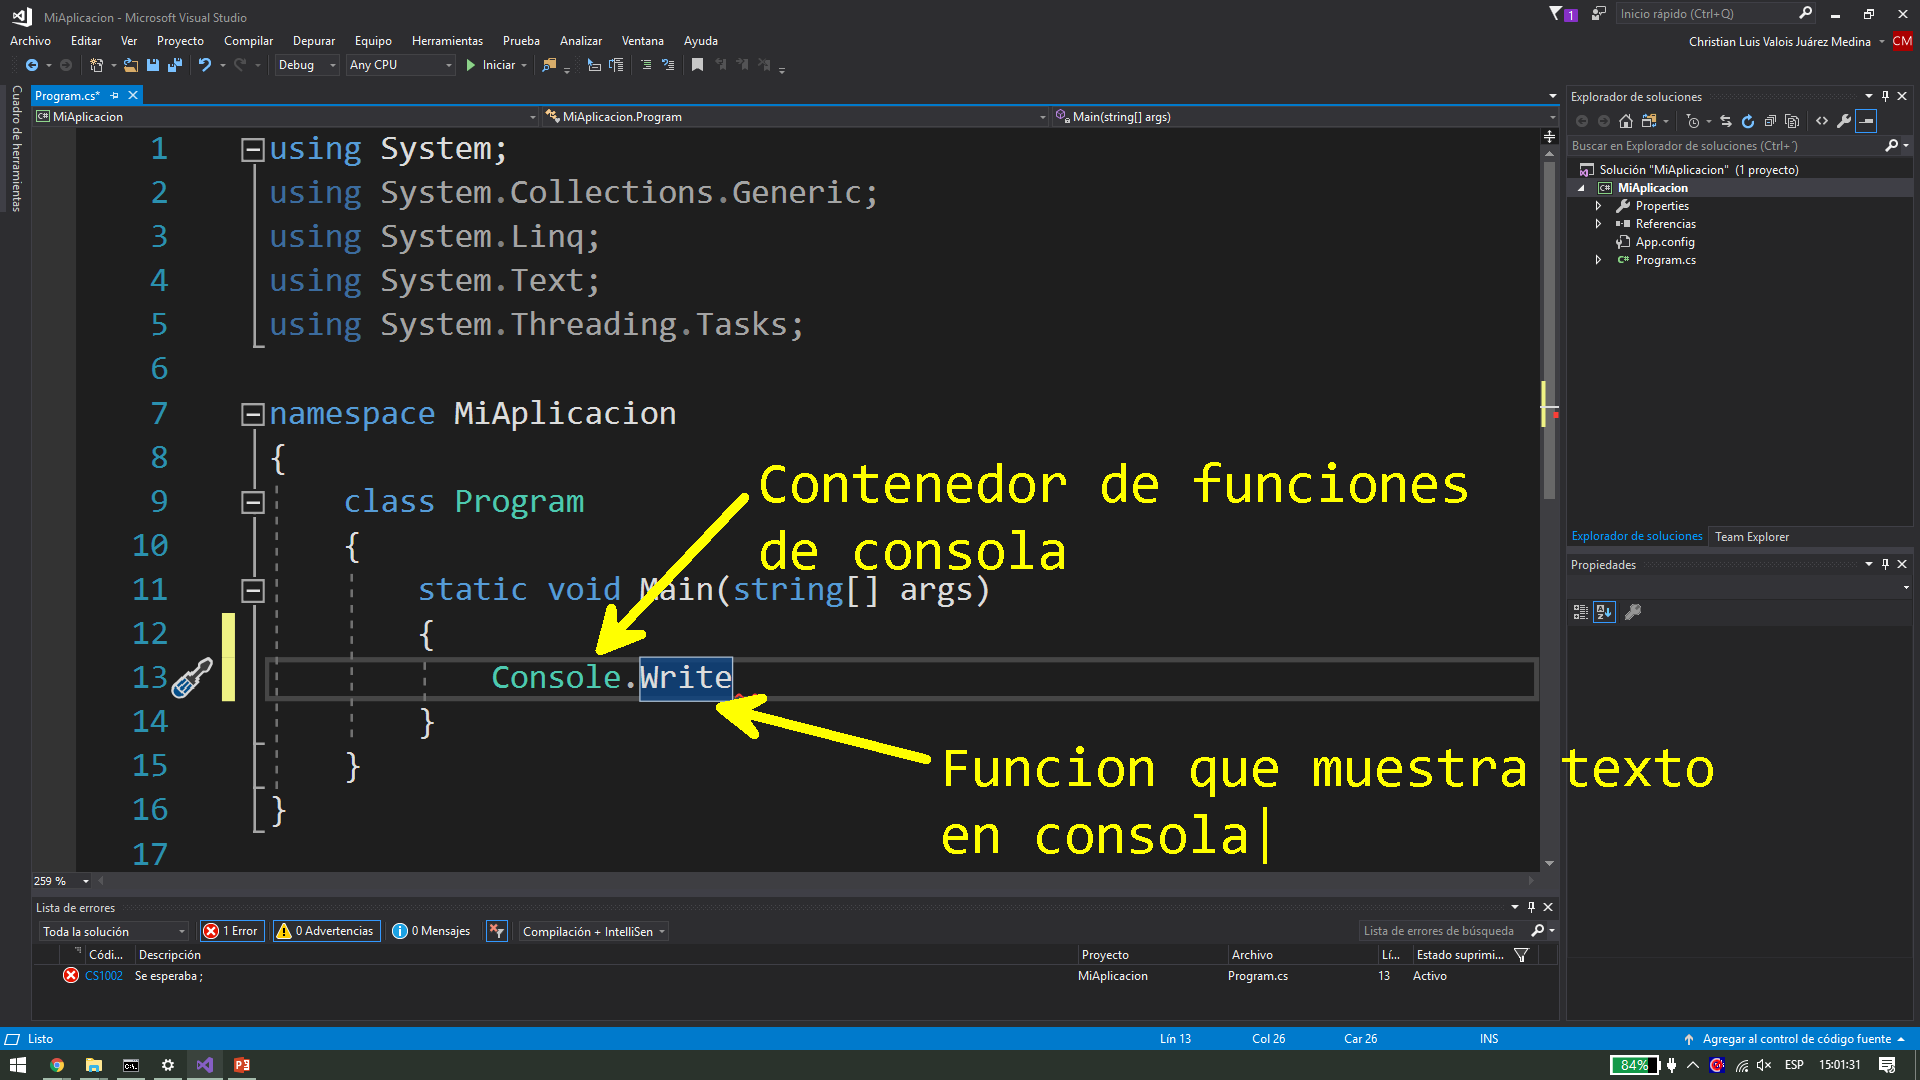 MiAplicacion - Microsoft Visual Studio
1
Inicio rápido (Ctrl+Q)
Archivo Editar Ver Proyecto Compilar Depurar Equipo Herramientas Prueba Analizar Ventana Ayuda
Christian Luis Valois Juárez Medina CM
Debug Any CPU Iniciar
Cuadro de herramientas
Program.cs*
MiAplicacion MiAplicacion.Program Main(string[] args)
1 using System;
2 using System.Collections.Generic;
3 using System.Linq;
4 using System.Text;
5 using System.Threading.Tasks;
6
7 namespace MiAplicacion
8 {
9 class Program
10 {
11 static void Main(string[] args)
12 {
13 Console.Write
14 }
15 }
16 }
17
Contenedor de funciones
de consola
Funcion que muestra texto
en consola
259 %
Explorador de soluciones
Buscar en Explorador de soluciones (Ctrl+´)
Solución "MiAplicacion" (1 proyecto)
C# MiAplicacion
Properties
Referencias
App.config
C# Program.cs
Explorador de soluciones Team Explorer
Propiedades
Lista de errores
Toda la solución 1 Error 0 Advertencias 0 Mensajes Compilación + IntelliSen Lista de errores de búsqueda
Códi... Descripción Proyecto Archivo Lí... Estado suprimi...
CS1002 Se esperaba ; MiAplicacion Program.cs 13 Activo
Listo Lín 13 Col 26 Car 26 INS Agregar al control de código fuente
84% ESP 15:01:31